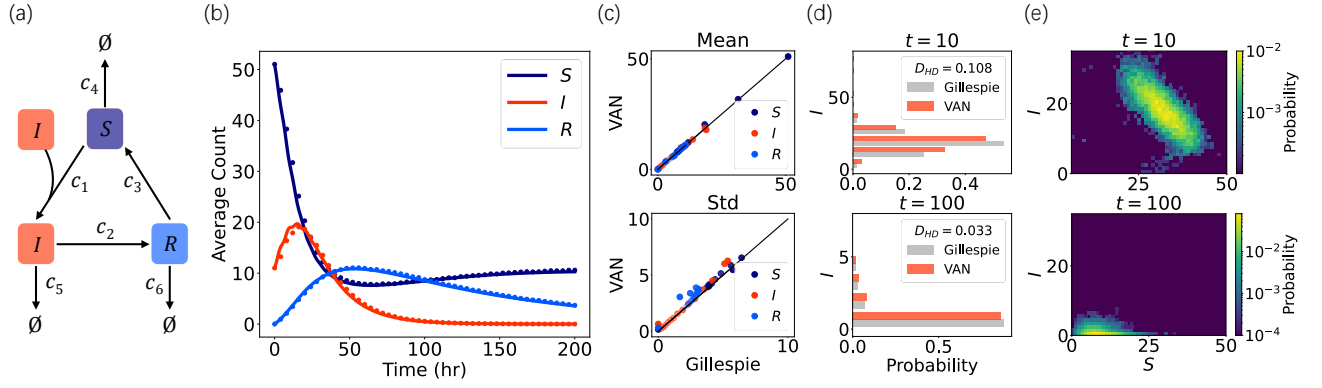 (a)
∅
c4
I
S
c1
c3
I
c2
R
c5
c6
∅
∅
(b)
50
40
30
20
10
0
Average Count
S
I
R
0
50
100
150
200
Time (hr)
(c)
Mean
50
0
VAN
S
I
R
0
50
Std
10
5
0
VAN
S
I
R
0
10
Gillespie
(d)
t = 10
D_HD = 0.108
Gillespie
VAN
50
0
I
0.0
0.2
0.4
t = 100
D_HD = 0.033
Gillespie
VAN
5
0
I
0.0
0.5
Probability
(e)
t = 10
20
0
I
25
50
10⁻²
10⁻³
Probability
t = 100
20
0
I
0
25
50
S
10⁻²
10⁻³
10⁻⁴
Probability